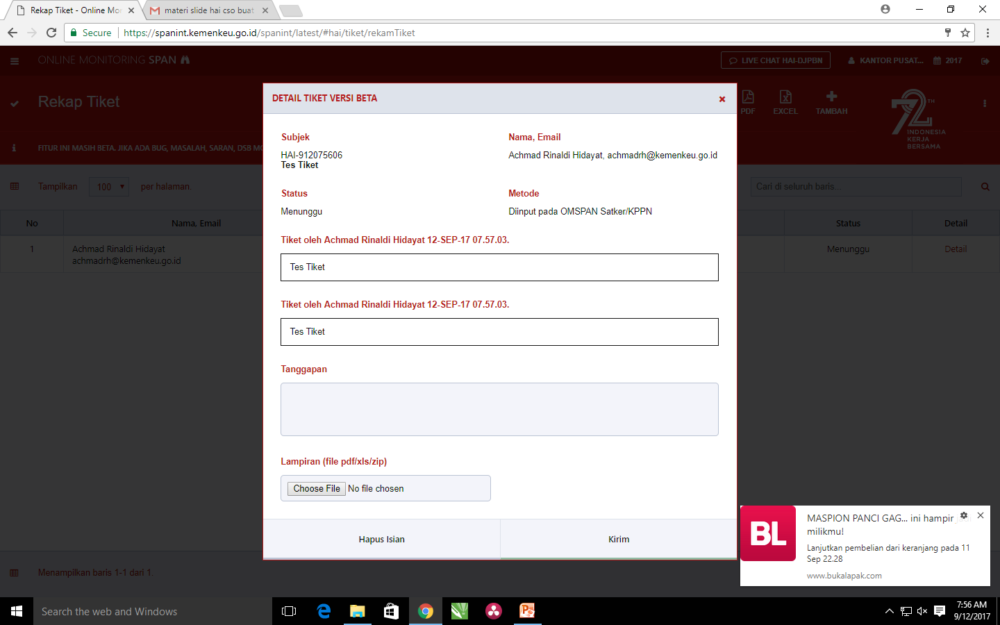 Rekap Tiket - Online Mor
materi slide hai cso buat
Secure
https://spanint.kemenkeu.go.id/spanint/latest/#hai/tiket/rekamTiket
ONLINE MONITORING SPAN
LIVE CHAT HAI-DJPBN
KANTOR PUSAT...
2017
Rekap Tiket
PDF
EXCEL
TAMBAH
72TH
INDONESIA
KERJA
BERSAMA
FITUR INI MASIH BETA. JIKA ADA BUG, MASALAH, SARAN, DSB MO
Tampilkan
100
per halaman.
Cari di seluruh baris...
No
Nama, Email
Status
Detail
1
Achmad Rinaldi Hidayat
achmadrh@kemenkeu.go.id
Menunggu
Detail
DETAIL TIKET VERSI BETA
Subjek
HAI-912075606
Tes Tiket
Nama, Email
Achmad Rinaldi Hidayat, achmadrh@kemenkeu.go.id
Status
Menunggu
Metode
Diinput pada OMSPAN Satker/KPPN
Tiket oleh Achmad Rinaldi Hidayat 12-SEP-17 07.57.03.
Tes Tiket
Tiket oleh Achmad Rinaldi Hidayat 12-SEP-17 07.57.03.
Tes Tiket
Tanggapan
Lampiran (file pdf/xls/zip)
Choose File No file chosen
Hapus Isian
Kirim
BL
MASPION PANCI GAG... ini hampir
milikmu!
Lanjutkan pembelian dari keranjang pada 11
Sep 22.28
www.bukalapak.com
Menampilkan baris 1-1 dari 1.
Search the web and Windows
7:56 AM
9/12/2017